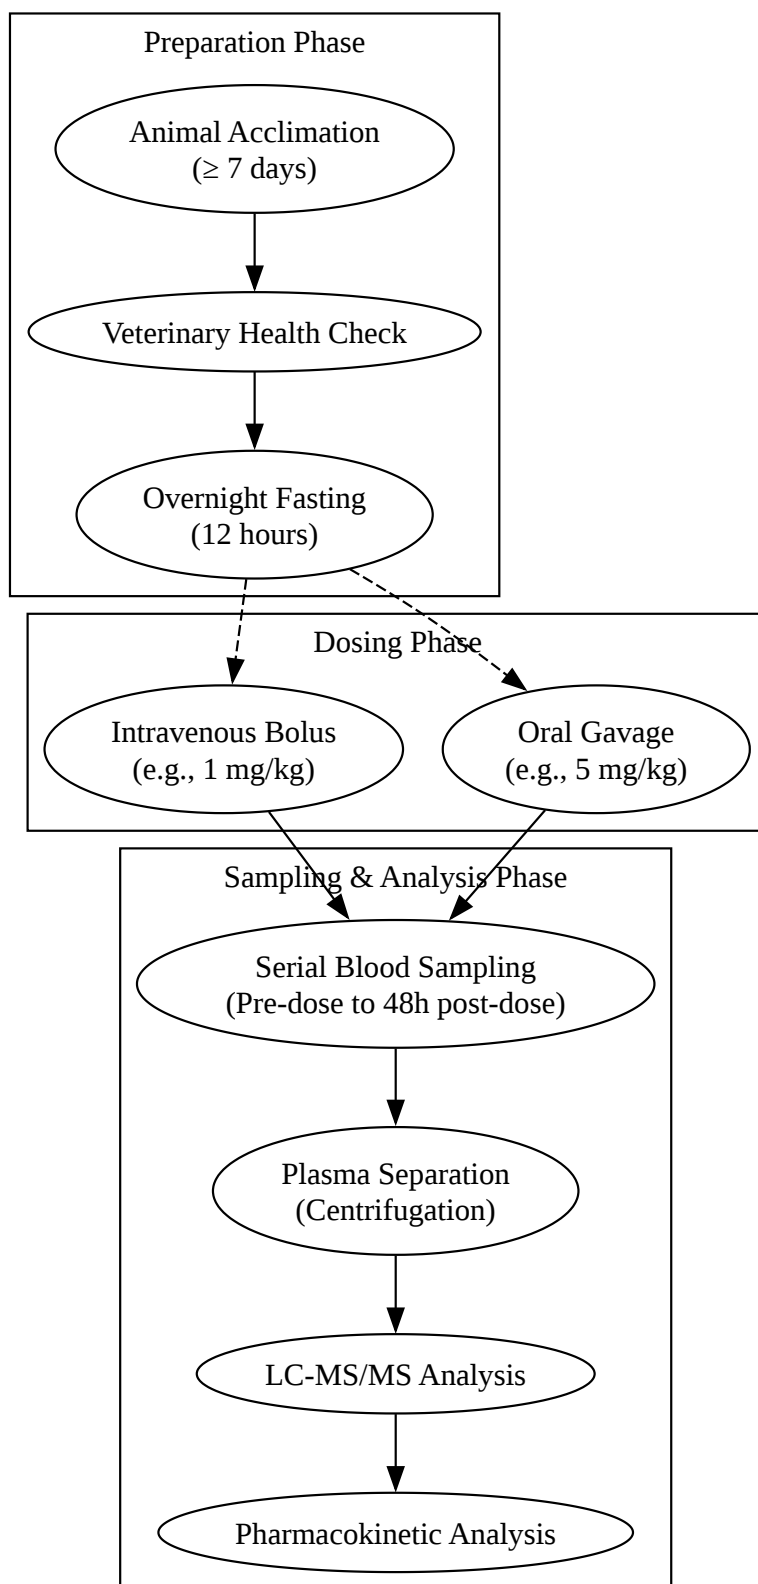 Preparation Phase
Animal Acclimation
(≥ 7 days)
Veterinary Health Check
Overnight Fasting
(12 hours)
Dosing Phase
Intravenous Bolus
(e.g., 1 mg/kg)
Oral Gavage
(e.g., 5 mg/kg)
Sampling & Analysis Phase
Serial Blood Sampling
(Pre-dose to 48h post-dose)
Plasma Separation
(Centrifugation)
LC-MS/MS Analysis
Pharmacokinetic Analysis